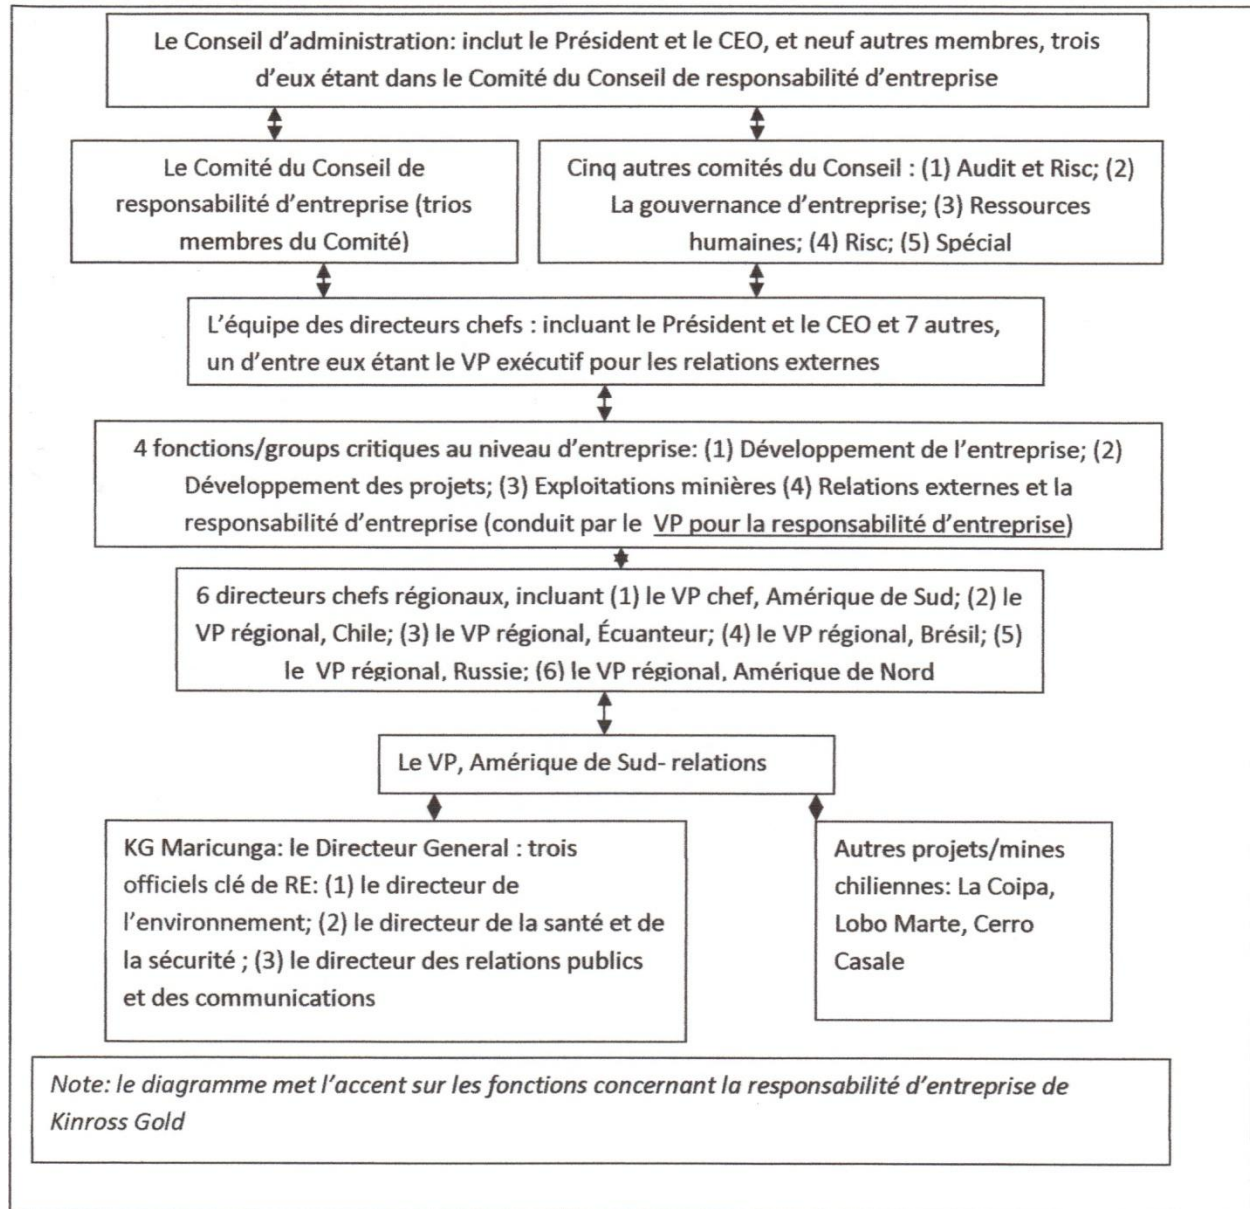 Le Conseil d'administration: inclut le Président et le CEO, et neuf autres membres, trois
d'eux étant dans le Comité du Conseil de responsabilité d'entreprise
Le Comité du Conseil de
responsabilité d'entreprise (trios
membres du Comité)
Cinq autres comités du Conseil : (1) Audit et Risc; (2)
La gouvernance d'entreprise; (3) Ressources
humaines; (4) Risc; (5) Spécial
L'équipe des directeurs chefs : incluant le Président et le CEO et 7 autres,
un d'entre eux étant le VP exécutif pour les relations externes
4 fonctions/groups critiques au niveau d'entreprise: (1) Développement de l'entreprise; (2)
Développement des projets; (3) Exploitations minières (4) Relations externes et la
responsabilité d'entreprise (conduit par le VP pour la responsabilité d'entreprise)
6 directeurs chefs régionaux, incluant (1) le VP chef, Amérique de Sud; (2) le
VP régional, Chile; (3) le VP régional, Écuanteur; (4) le VP régional, Brésil; (5)
le VP régional, Russie; (6) le VP régional, Amérique de Nord
Le VP, Amérique de Sud- relations
KG Maricunga: le Directeur General : trois
officiels clé de RE: (1) le directeur de
l'environnement; (2) le directeur de la santé et de
la sécurité ; (3) le directeur des relations publics
et des communications
Autres projets/mines
chiliennes: La Coipa,
Lobo Marte, Cerro
Casale
Note: le diagramme met l'accent sur les fonctions concernant la responsabilité d'entreprise de
Kinross Gold